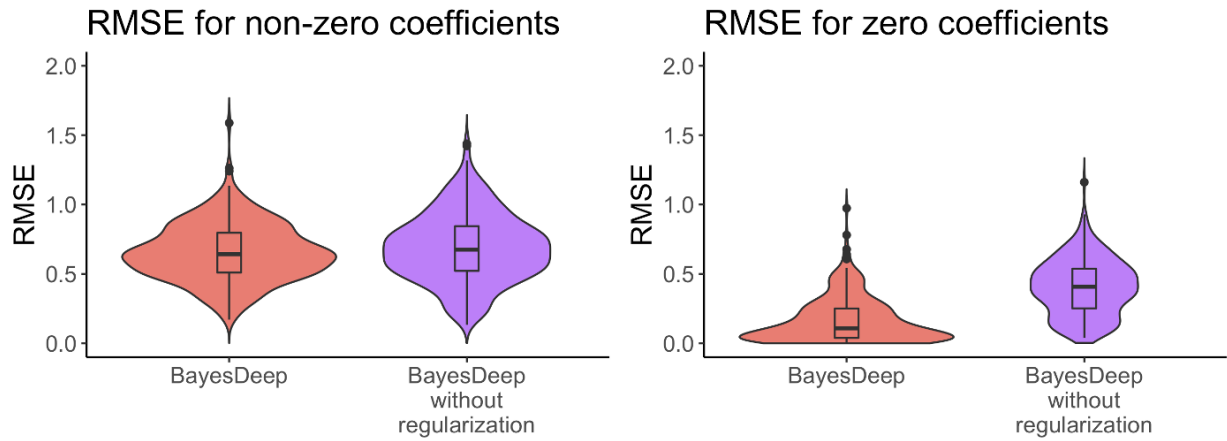 RMSE for non-zero coefficients
RMSE
2.0
1.5
1.0
0.5
0.0
BayesDeep
BayesDeep
without
regularization
RMSE for zero coefficients
RMSE
2.0
1.5
1.0
0.5
0.0
BayesDeep
BayesDeep
without
regularization